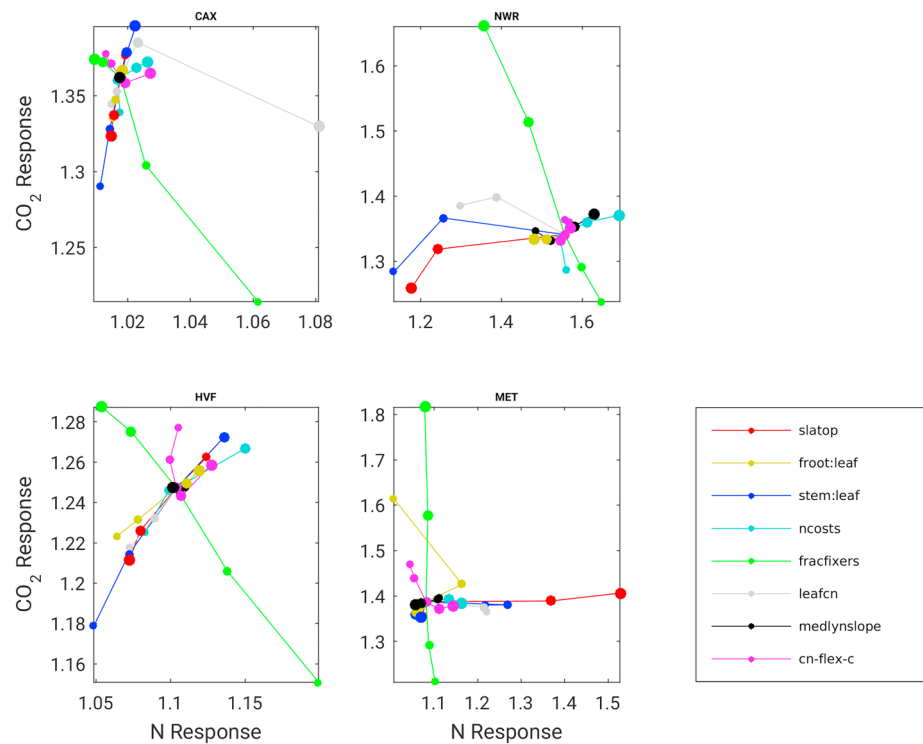 CAX
NWR
CO2 Response
1.35
1.3
1.25
1.02
1.04
1.06
1.08
1.6
1.5
1.4
1.3
1.2
1.4
1.6
HVF
MET
CO2 Response
1.28
1.26
1.24
1.22
1.2
1.18
1.16
1.05
1.1
1.15
N Response
1.8
1.7
1.6
1.5
1.4
1.3
1.1
1.2
1.3
1.4
1.5
N Response
slatop
froot:leaf
stem:leaf
ncosts
fracfixers
leafcn
medlynslope
cn-flex-c